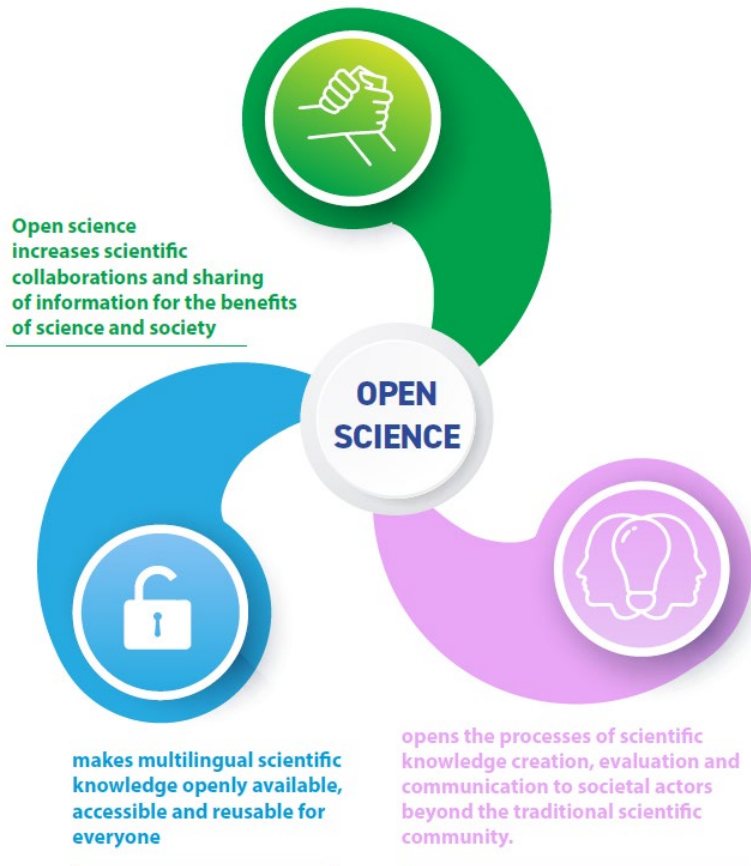 Open science
increases scientific
collaborations and sharing
of information for the benefits
of science and society
OPEN
SCIENCE
makes multilingual scientific
knowledge openly available,
accessible and reusable for
everyone
opens the processes of scientific
knowledge creation, evaluation and
communication to societal actors
beyond the traditional scientific
community.